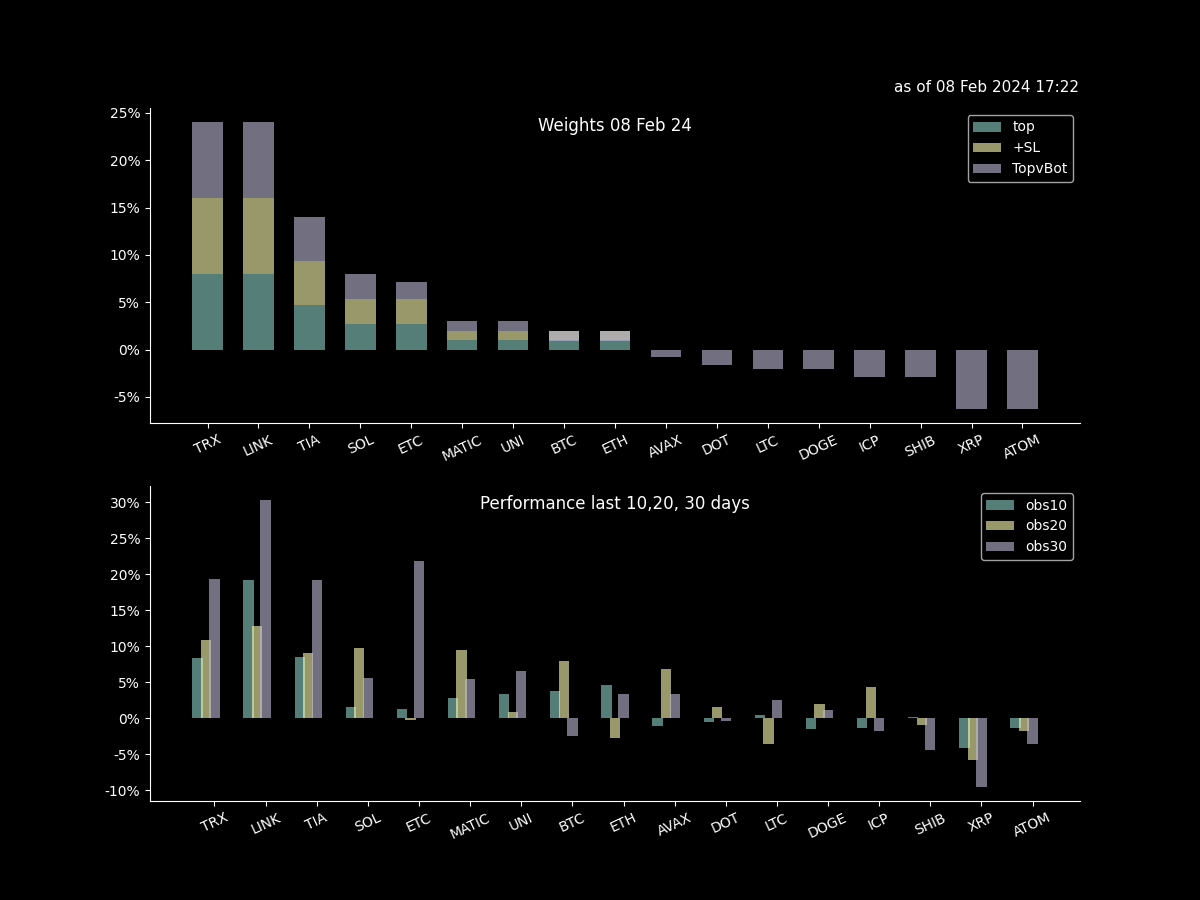 as of 08 Feb 2024 17:22
Weights 08 Feb 24
top
+SL
TopvBot
25%
20%
15%
10%
5%
0%
-5%
TRX LINK TIA SOL ETC MATIC UNI BTC ETH AVAX DOT LTC DOGE ICP SHIB XRP ATOM
Performance last 10,20, 30 days
obs10
obs20
obs30
30%
25%
20%
15%
10%
5%
0%
-5%
-10%
TRX LINK TIA SOL ETC MATIC UNI BTC ETH AVAX DOT LTC DOGE ICP SHIB XRP ATOM